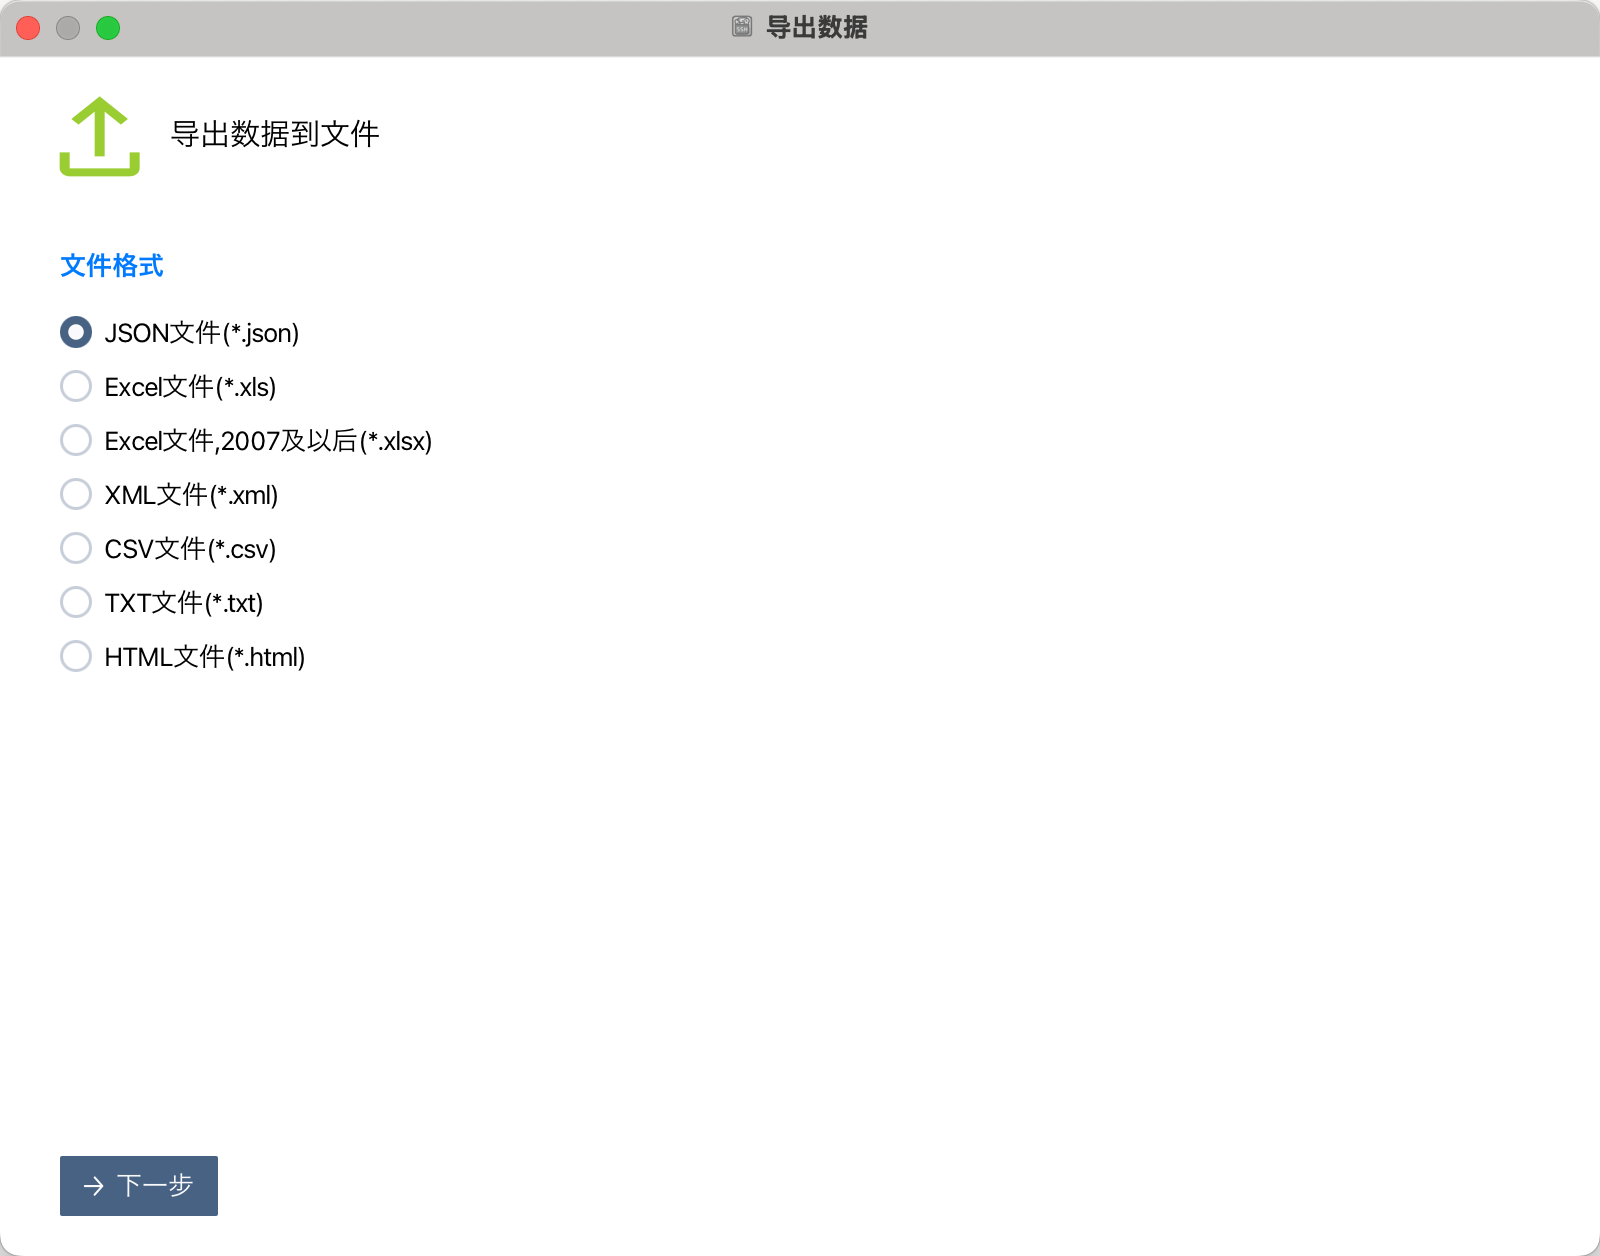 导出数据
导出数据到文件
文件格式
JSON文件(*.json)
Excel文件(*.xls)
Excel文件,2007及以后(*.xlsx)
XML文件(*.xml)
CSV文件(*.csv)
TXT文件(*.txt)
HTML文件(*.html)
下一步